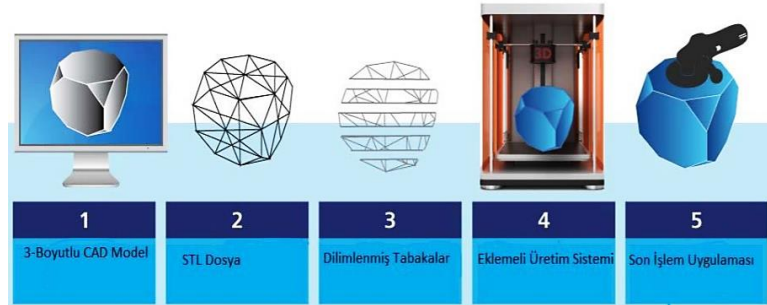 3D
1
2
3
4
5
3-Boyutlu CAD Model
STL Dosya
Dilimlenmiş Tabakalar
Eklemeli Üretim Sistemi
Son İşlem Uygulaması